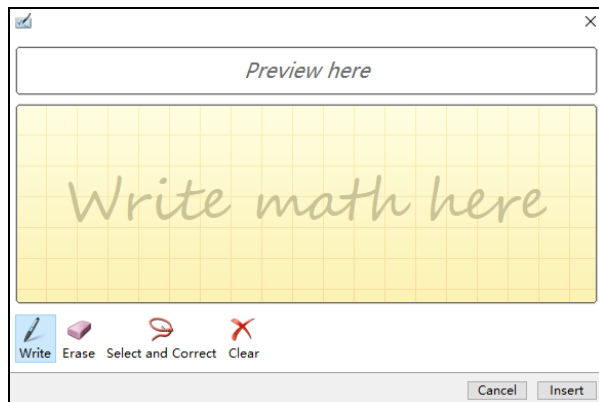 Preview here
Write math here
Write Erase Select and Correct Clear
Cancel Insert